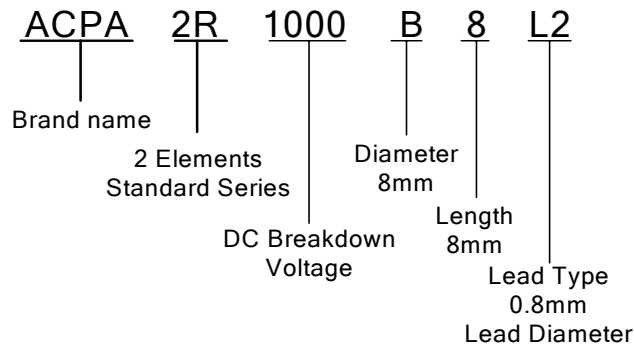 ACPA 2R 1000 B 8 L2
Brand name
2 Elements
Standard Series
DC Breakdown
Voltage
Diameter
8mm
Length
8mm
Lead Type
0.8mm
Lead Diameter